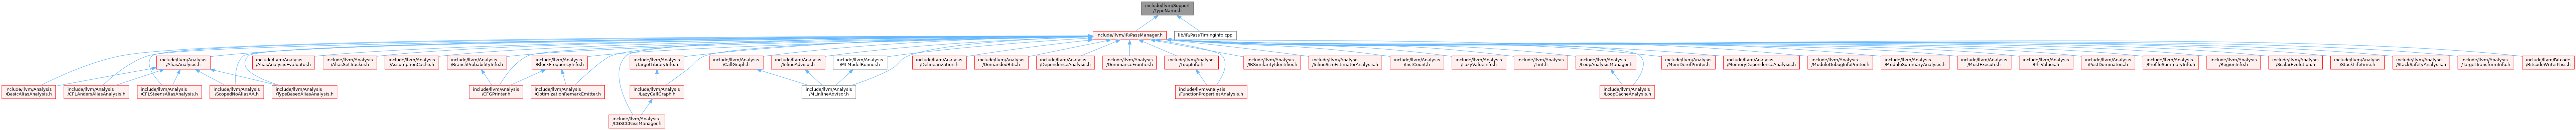 include/llvm/Support
/TypeName.h
include/llvm/IR/PassManager.h
lib/IR/PassTimingInfo.cpp
include/llvm/Analysis
/AliasAnalysis.h
include/llvm/Analysis
/AliasAnalysisEvaluator.h
include/llvm/Analysis
/AliasSetTracker.h
include/llvm/Analysis
/AssumptionCache.h
include/llvm/Analysis
/BranchProbabilityInfo.h
include/llvm/Analysis
/BlockFrequencyInfo.h
include/llvm/Analysis
/TargetLibraryInfo.h
include/llvm/Analysis
/CallGraph.h
include/llvm/Analysis
/InlineAdvisor.h
include/llvm/Analysis
/MLModelRunner.h
include/llvm/Analysis
/Delinearization.h
include/llvm/Analysis
/DemandedBits.h
include/llvm/Analysis
/DependenceAnalysis.h
include/llvm/Analysis
/DominanceFrontier.h
include/llvm/Analysis
/LoopInfo.h
include/llvm/Analysis
/IRSimilarityIdentifier.h
include/llvm/Analysis
/InlineSizeEstimatorAnalysis.h
include/llvm/Analysis
/InstCount.h
include/llvm/Analysis
/LazyValueInfo.h
include/llvm/Analysis
/Lint.h
include/llvm/Analysis
/LoopAnalysisManager.h
include/llvm/Analysis
/MemDerefPrinter.h
include/llvm/Analysis
/MemoryDependenceAnalysis.h
include/llvm/Analysis
/ModuleDebugInfoPrinter.h
include/llvm/Analysis
/ModuleSummaryAnalysis.h
include/llvm/Analysis
/MustExecute.h
include/llvm/Analysis
/PhiValues.h
include/llvm/Analysis
/PostDominators.h
include/llvm/Analysis
/ProfileSummaryInfo.h
include/llvm/Analysis
/RegionInfo.h
include/llvm/Analysis
/ScalarEvolution.h
include/llvm/Analysis
/StackLifetime.h
include/llvm/Analysis
/StackSafetyAnalysis.h
include/llvm/Analysis
/TargetTransformInfo.h
include/llvm/Bitcode
/BitcodeWriterPass.h
include/llvm/Analysis
/BasicAliasAnalysis.h
include/llvm/Analysis
/CFLAndersAliasAnalysis.h
include/llvm/Analysis
/CFLSteensAliasAnalysis.h
include/llvm/Analysis
/ScopedNoAliasAA.h
include/llvm/Analysis
/TypeBasedAliasAnalysis.h
include/llvm/Analysis
/CFGPrinter.h
include/llvm/Analysis
/OptimizationRemarkEmitter.h
include/llvm/Analysis
/LazyCallGraph.h
include/llvm/Analysis
/MLInlineAdvisor.h
include/llvm/Analysis
/FunctionPropertiesAnalysis.h
include/llvm/Analysis
/LoopCacheAnalysis.h
include/llvm/Analysis
/CGSCCPassManager.h